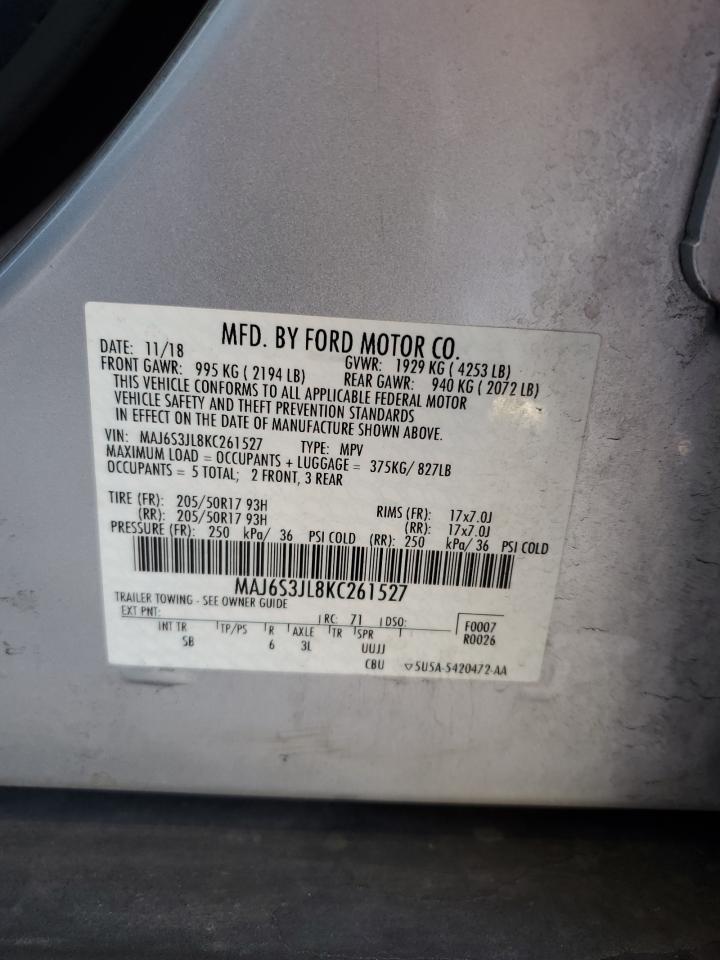 MFD. BY FORD MOTOR CO.
DATE: 11/18 GVWR: 1929 KG ( 4253 LB)
FRONT GAWR: 995 KG ( 2194 LB) REAR GAWR: 940 KG ( 2072 LB)
THIS VEHICLE CONFORMS TO ALL APPLICABLE FEDERAL MOTOR
VEHICLE SAFETY AND THEFT PREVENTION STANDARDS
IN EFFECT ON THE DATE OF MANUFACTURE SHOWN ABOVE.
VIN: MAJ6S3JL8KC261527 TYPE: MPV
MAXIMUM LOAD = OCCUPANTS + LUGGAGE = 375KG/ 827LB
OCCUPANTS = 5 TOTAL; 2 FRONT, 3 REAR
TIRE (FR): 205/50R17 93H RIMS (FR): 17x7.0J
(RR): 205/50R17 93H (RR): 17x7.0J
PRESSURE (FR): 250 kPa/ 36 PSI COLD (RR): 250 kPa/ 36 PSI COLD
MAJ6S3JL8KC261527
TRAILER TOWING - SEE OWNER GUIDE
EXT PNT: RC: 71 DSO: F0007
R0026
INT TR TP/PS R AXLE TR SPR
SB 6 3L UUJJ
CBU ▽5U5A-5420472-AA